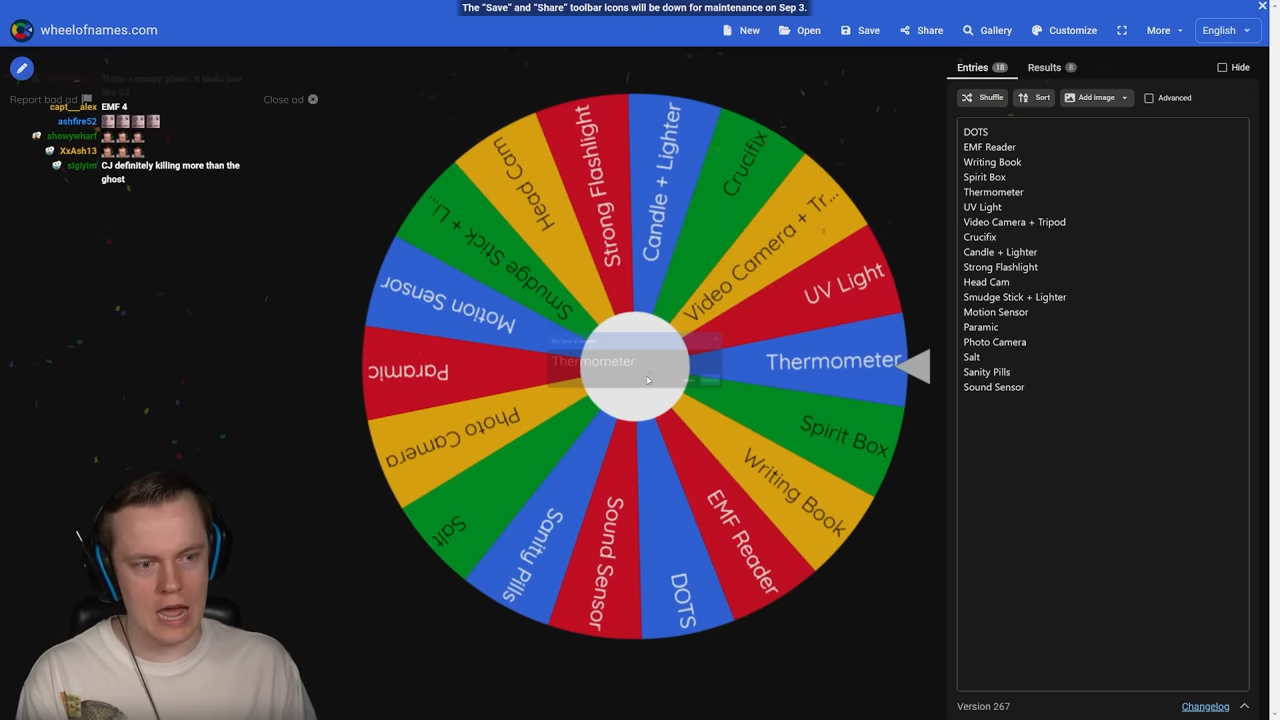 The “Save” and “Share” toolbar icons will be down for maintenance on Sep 3.
wheelofnames.com
New
Open
Save
Share
Gallery
Customize
More
English
Report bad ad
Close ad
capt__alex EMF 4
ashfire52
showywharf
XxAsh13
CJ definitely killing more than the
ghost
Strong Flashlight
Candle + Lighter
Crucifix
Video Camera + Tr...
UV Light
Thermometer
Spirit Box
Writing Book
EMF Reader
DOTS
Sound Sensor
Sanity Pills
Salt
Photo Camera
Paramic
Motion Sensor
Smudge Stick + Li...
Head Cam
Thermometer
Entries 18
Results 8
Hide
Shuffle
Sort
Add image
Advanced
DOTS
EMF Reader
Writing Book
Spirit Box
Thermometer
UV Light
Video Camera + Tripod
Crucifix
Candle + Lighter
Strong Flashlight
Head Cam
Smudge Stick + Lighter
Motion Sensor
Paramic
Photo Camera
Salt
Sanity Pills
Sound Sensor
Version 267
Changelog